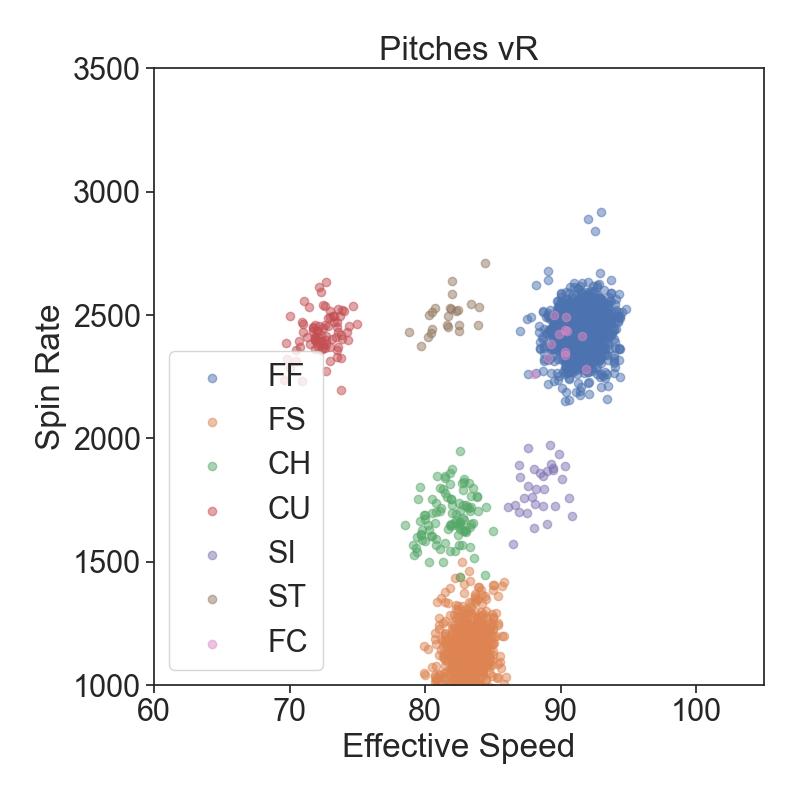 Pitches vR
3500
3000
2500
2000
1500
1000
Spin Rate
FF
FS
CH
CU
SI
ST
FC
60 70 80 90 100
Effective Speed